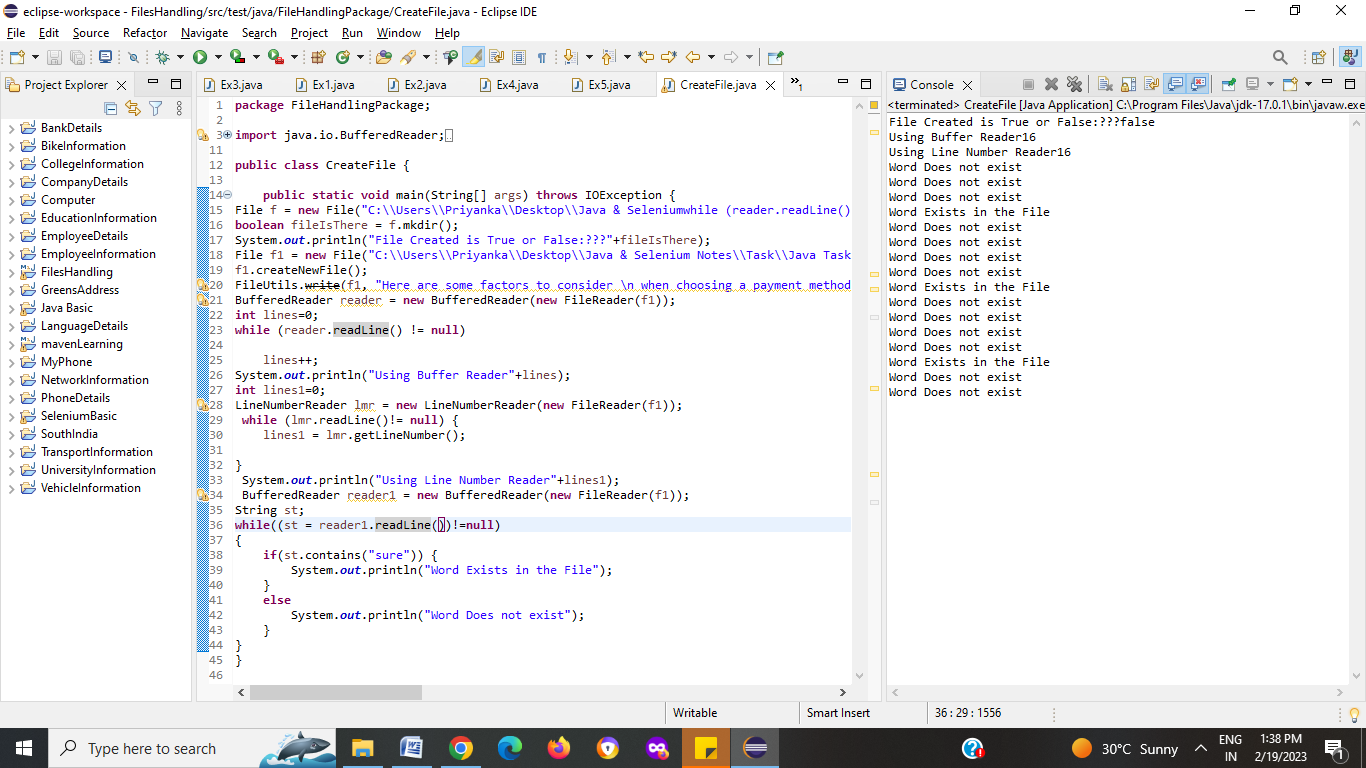 eclipse-workspace - FilesHandling/src/test/java/FileHandlingPackage/CreateFile.java - Eclipse IDE
File Edit Source Refactor Navigate Search Project Run Window Help
Project Explorer
BankDetails
BikeInformation
CollegeInformation
CompanyDetails
Computer
EducationInformation
EmployeeDetails
EmployeeInformation
FilesHandling
GreensAddress
Java Basic
LanguageDetails
mavenLearning
MyPhone
NetworkInformation
PhoneDetails
SeleniumBasic
SouthIndia
TransportInformation
UniversityInformation
VehicleInformation
Ex3.java Ex1.java Ex2.java Ex4.java Ex5.java CreateFile.java »1
1 package FileHandlingPackage;
2
3 import java.io.BufferedReader;
11
12 public class CreateFile {
13
14 public static void main(String[] args) throws IOException {
15 File f = new File("C:\\Users\\Priyanka\\Desktop\\Java & Seleniumwhile (reader.readLine()
16 boolean fileIsThere = f.mkdir();
17 System.out.println("File Created is True or False:???"+fileIsThere);
18 File f1 = new File("C:\\Users\\Priyanka\\Desktop\\Java & Selenium Notes\\Task\\Java Task
19 f1.createNewFile();
20 FileUtils.write(f1, "Here are some factors to consider \n when choosing a payment method
21 BufferedReader reader = new BufferedReader(new FileReader(f1));
22 int lines=0;
23 while (reader.readLine() != null)
24
25 lines++;
26 System.out.println("Using Buffer Reader"+lines);
27 int lines1=0;
28 LineNumberReader lmr = new LineNumberReader(new FileReader(f1));
29 while (lmr.readLine()!= null) {
30 lines1 = lmr.getLineNumber();
31
32 }
33 System.out.println("Using Line Number Reader"+lines1);
34 BufferedReader reader1 = new BufferedReader(new FileReader(f1));
35 String st;
36 while((st = reader1.readLine())!=null)
37 {
38 if(st.contains("sure")) {
39 System.out.println("Word Exists in the File");
40 }
41 else
42 System.out.println("Word Does not exist");
43 }
44 }
45 }
46
Console
<terminated> CreateFile [Java Application] C:\Program Files\Java\jdk-17.0.1\bin\javaw.exe
File Created is True or False:???false
Using Buffer Reader16
Using Line Number Reader16
Word Does not exist
Word Does not exist
Word Does not exist
Word Exists in the File
Word Does not exist
Word Does not exist
Word Does not exist
Word Does not exist
Word Exists in the File
Word Does not exist
Word Does not exist
Word Does not exist
Word Does not exist
Word Exists in the File
Word Does not exist
Word Does not exist
Writable Smart Insert 36 : 29 : 1556
Type here to search
30°C Sunny
ENG
IN
1:38 PM
2/19/2023
1